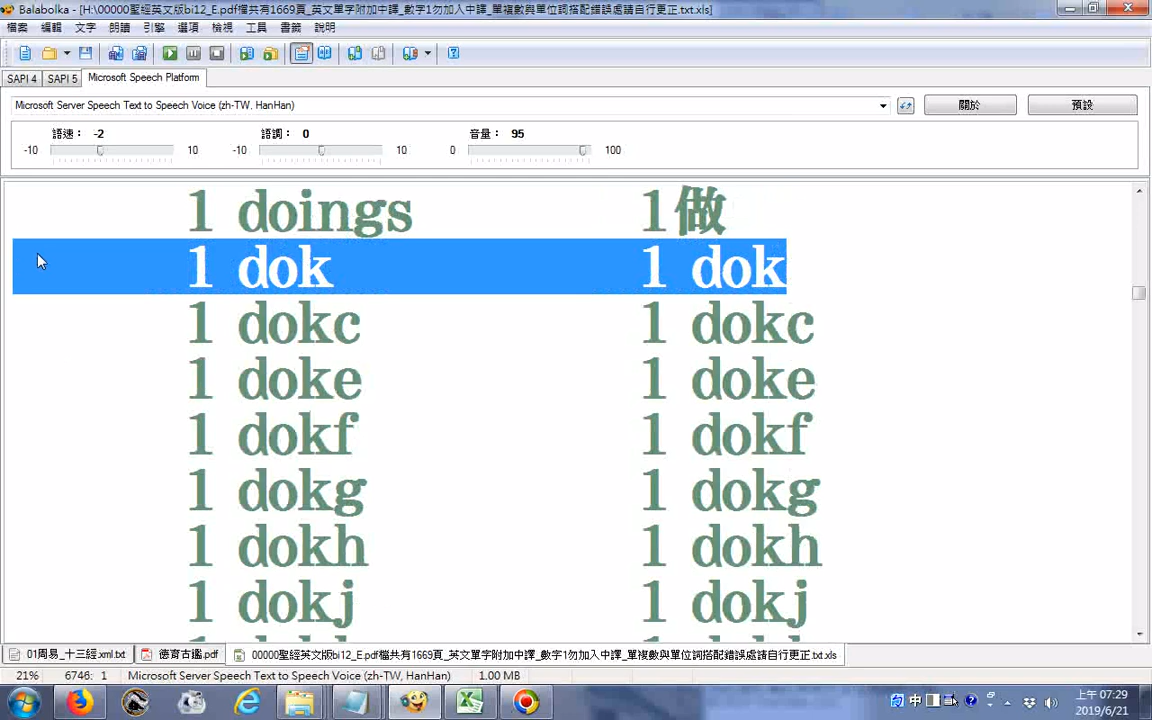 Balabolka - [H:\00000聖經英文版bi12_E.pdf檔共有1669頁_英文單字附加中譯_數字1勿加入中譯_單複數與單位詞搭配錯誤處請自行更正.txt.xls]
檔案 編輯 文字 朗讀 引擎 選項 檢視 工具 書籤 說明
SAPI 4 SAPI 5 Microsoft Speech Platform
Microsoft Server Speech Text to Speech Voice (zh-TW, HanHan) 關於 預設
語速： -2 語調： 0 音量： 95
-10 10 -10 10 0 100
1 doings 1做
1 dok 1 dok
1 dokc 1 dokc
1 doke 1 doke
1 dokf 1 dokf
1 dokg 1 dokg
1 dokh 1 dokh
1 dokj 1 dokj
01周易_十三經.xml.txt 德育古鑑.pdf 00000聖經英文版bi12_E.pdf檔共有1669頁_英文單字附加中譯_數字1勿加入中譯_單複數與單位詞搭配錯誤處請自行更正.txt.xls
21% 6746: 1 Microsoft Server Speech Text to Speech Voice (zh-TW, HanHan) 1.00 MB
中 上午 07:29
2019/6/21